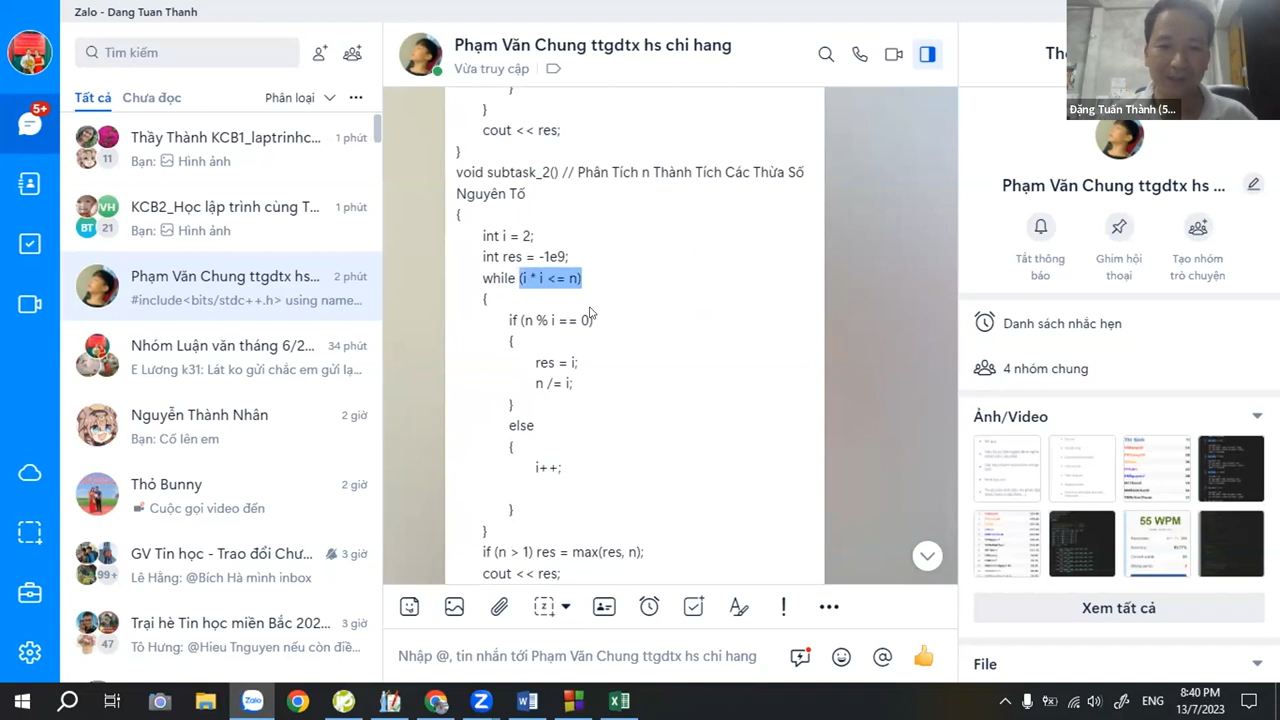 Zalo - Dang Tuan Thanh
Tìm kiếm
Tất cả
Chưa đọc
Phân loại
5+
Thầy Thành KCB1_laptrinhc...
1 phút
Bạn: Hình ảnh
11
KCB2_Học lập trình cùng T...
1 phút
Bạn: Hình ảnh
VH
BT
21
Phạm Văn Chung ttgdtx hs...
2 phút
#include<bits/stdc++.h> using name...
Nhóm Luận văn tháng 6/2...
34 phút
E Lương k31: Lát ko gửi chắc em gửi lạ...
Nguyễn Thành Nhân
2 giờ
Bạn: Cố lên em
Thỏ Bunny
2 giờ
Cuộc gọi video đến
GV Tin học - Trao đổi Chư...
3 giờ
Lê Hằng: @Bích Hà mình inbox
99+
Trại hè Tin học miền Bắc 202...
3 giờ
Tô Hưng: @Hieu Tnguyen nếu còn điề...
47
Phạm Văn Chung ttgdtx hs chi hang
Vừa truy cập
}
}
cout << res;
}
void subtask_2() // Phân Tích n Thành Tích Các Thừa Số
Nguyên Tố
{
int i = 2;
int res = -1e9;
while (i * i <= n)
{
if (n % i == 0)
{
res = i;
n /= i;
}
else
{
i ++;
}
}
if (n > 1) res = max(res, n);
cout << res;
Nhập @, tin nhắn tới Phạm Văn Chung ttgdtx hs chi hang
Thô
Đặng Tuấn Thành (5...
Phạm Văn Chung ttgdtx hs ...
Tắt thông
báo
Ghim hội
thoại
Tạo nhóm
trò chuyện
Danh sách nhắc hẹn
4 nhóm chung
Ảnh/Video
55 WPM
Xem tất cả
File
Zalo
ENG
8:40 PM
13/7/2023